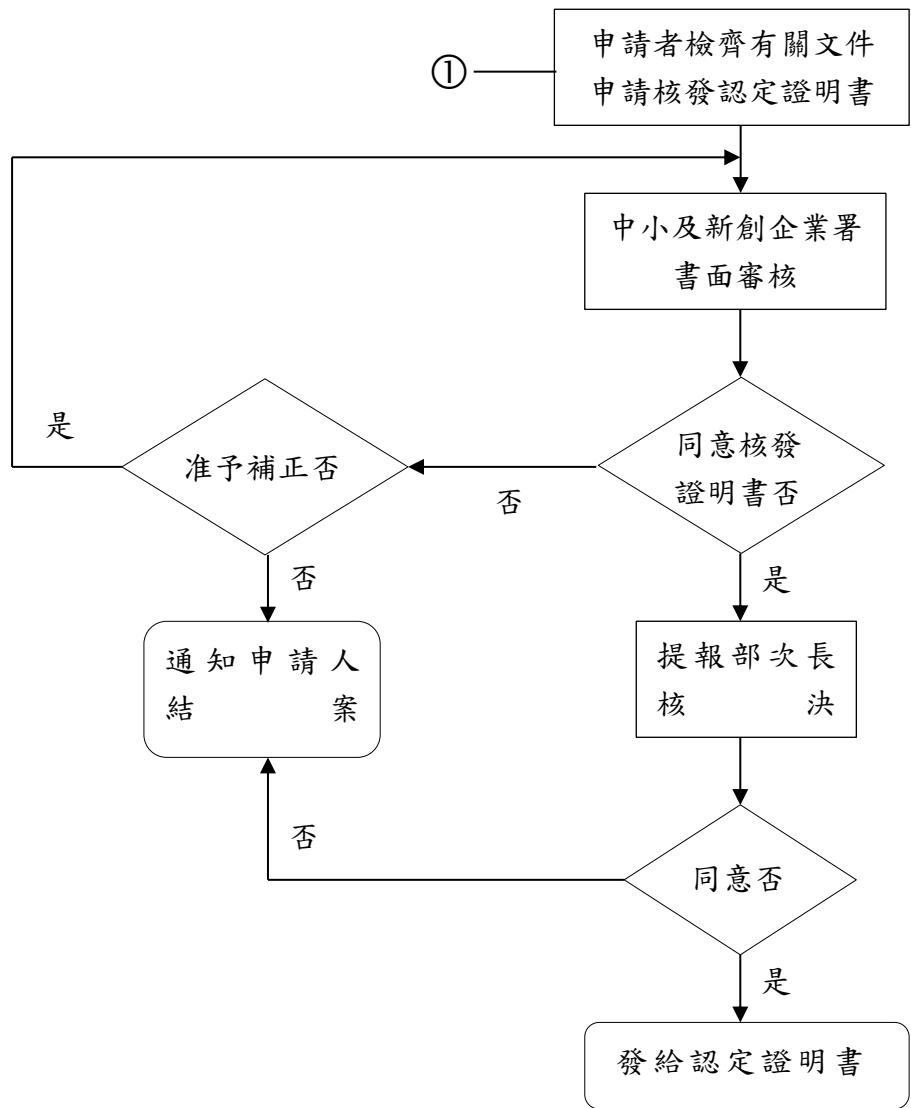 ①
申請者檢齊有關文件
申請核發認定證明書
中小及新創企業署
書面審核
同意核發
證明書否
否
准予補正否
是
否
通知申請人
結案
是
提報部次長
核決
同意否
否
是
發給認定證明書